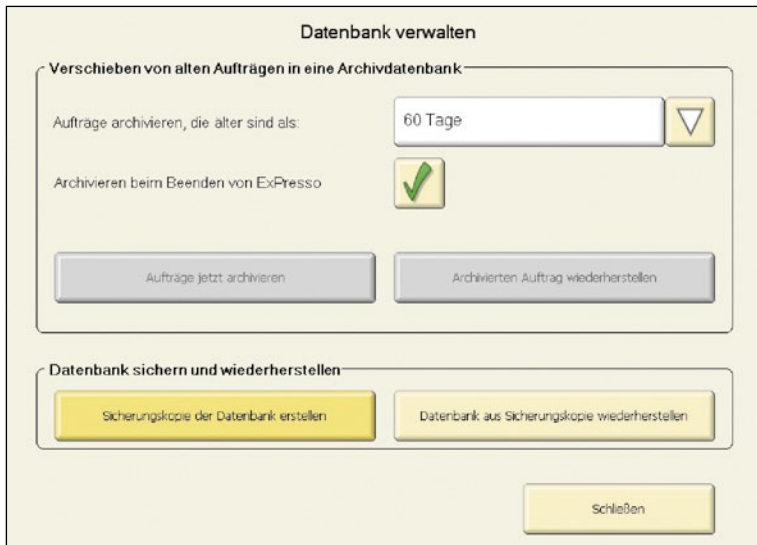 Datenbank verwalten
Verschieben von alten Aufträgen in eine Archivdatenbank
Aufträge archivieren, die älter sind als:
60 Tage
Archivieren beim Beenden von ExPresso
Aufträge jetzt archivieren
Archivierten Auftrag wiederherstellen
Datenbank sichern und wiederherstellen
Sicherungskopie der Datenbank erstellen
Datenbank aus Sicherungskopie wiederherstellen
Schließen